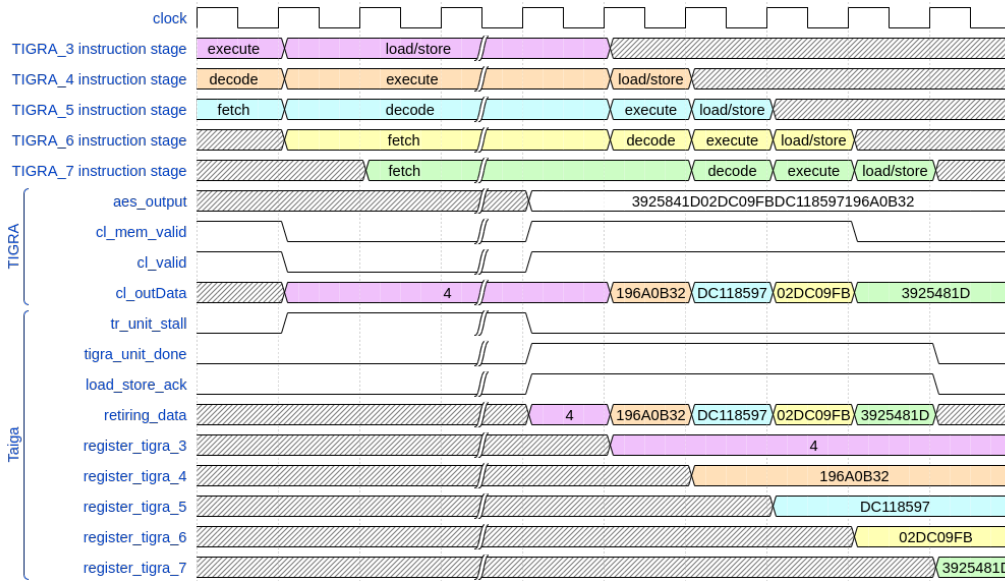 clock
TIGRA_3 instruction stage execute load/store
TIGRA_4 instruction stage decode execute load/store
TIGRA_5 instruction stage fetch decode execute load/store
TIGRA_6 instruction stage fetch decode execute load/store
TIGRA_7 instruction stage fetch decode execute load/store
TIGRA
aes_output 3925841D02DC09FBDC118597196A0B32
cl_mem_valid
cl_valid
cl_outData 4 196A0B32 DC118597 02DC09FB 3925481D
Taiga
tr_unit_stall
tigra_unit_done
load_store_ack
retiring_data 4 196A0B32 DC118597 02DC09FB 3925481D
register_tigra_3 4
register_tigra_4 196A0B32
register_tigra_5 DC118597
register_tigra_6 02DC09FB
register_tigra_7 3925481D